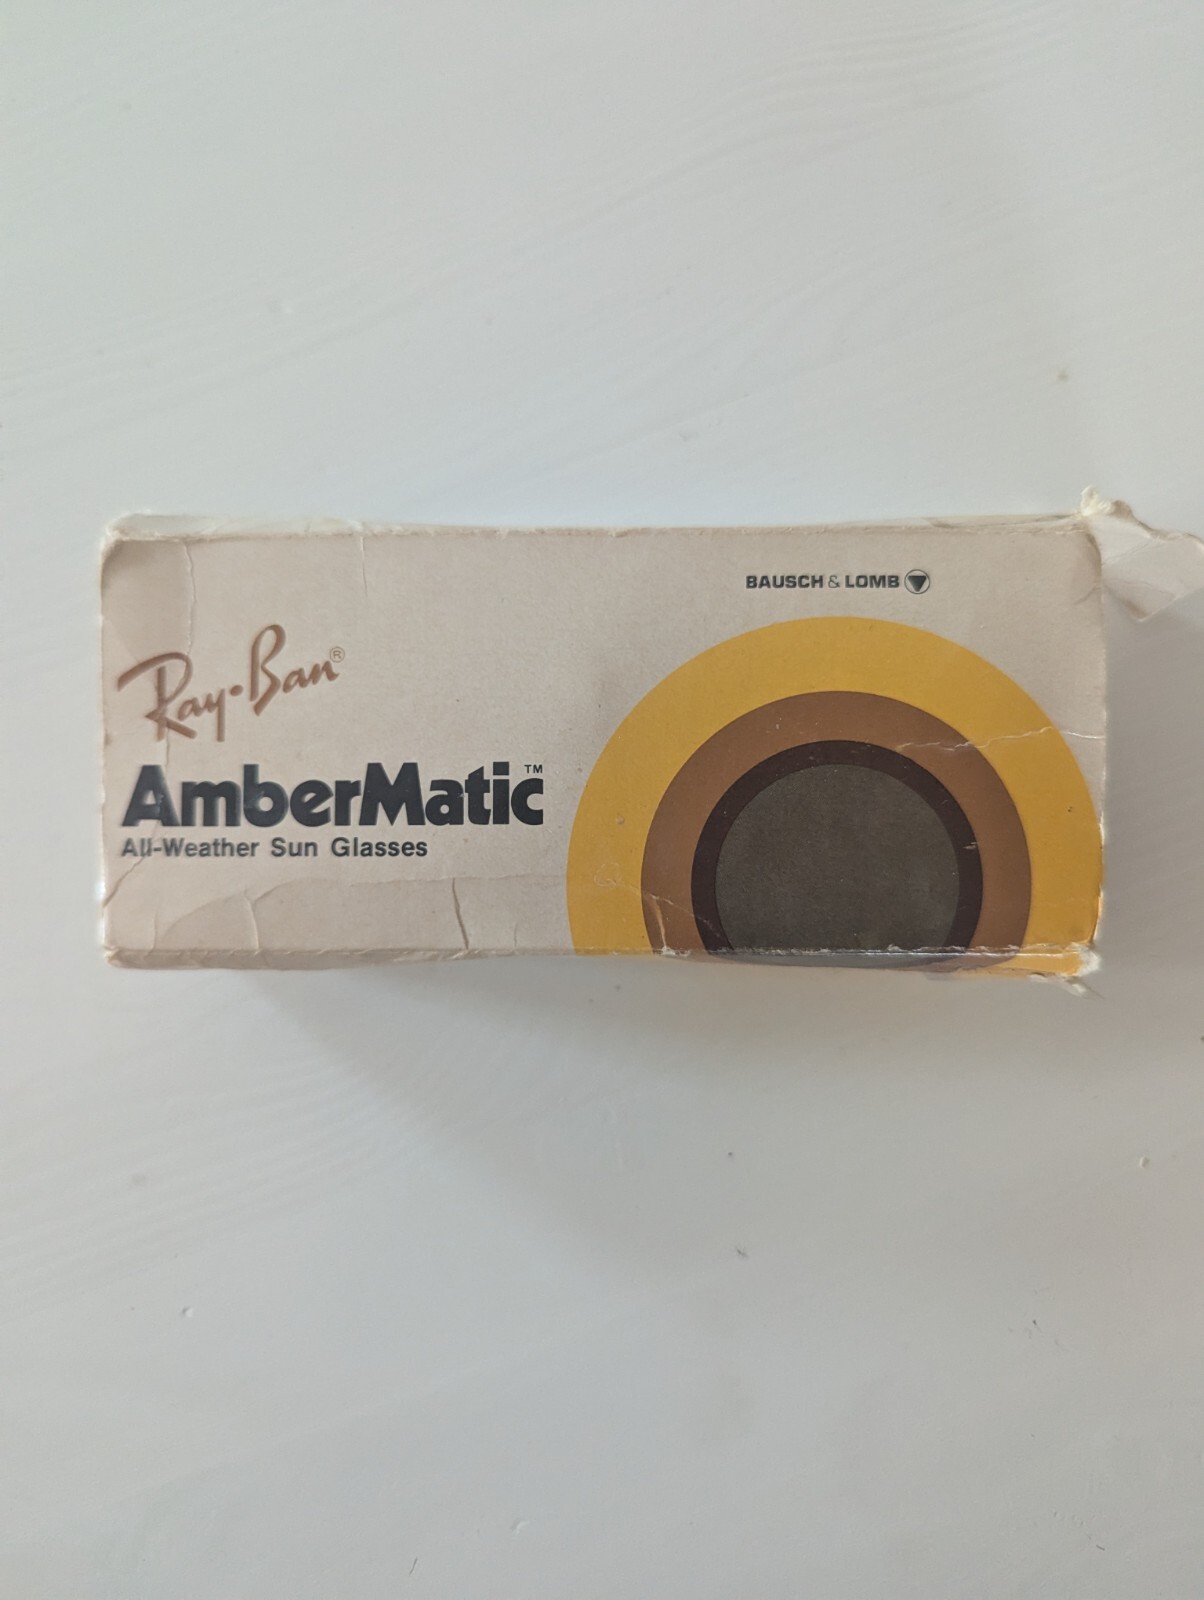 BAUSCH & LOMB
Ray-Ban®
AmberMatic™
All-Weather Sun Glasses